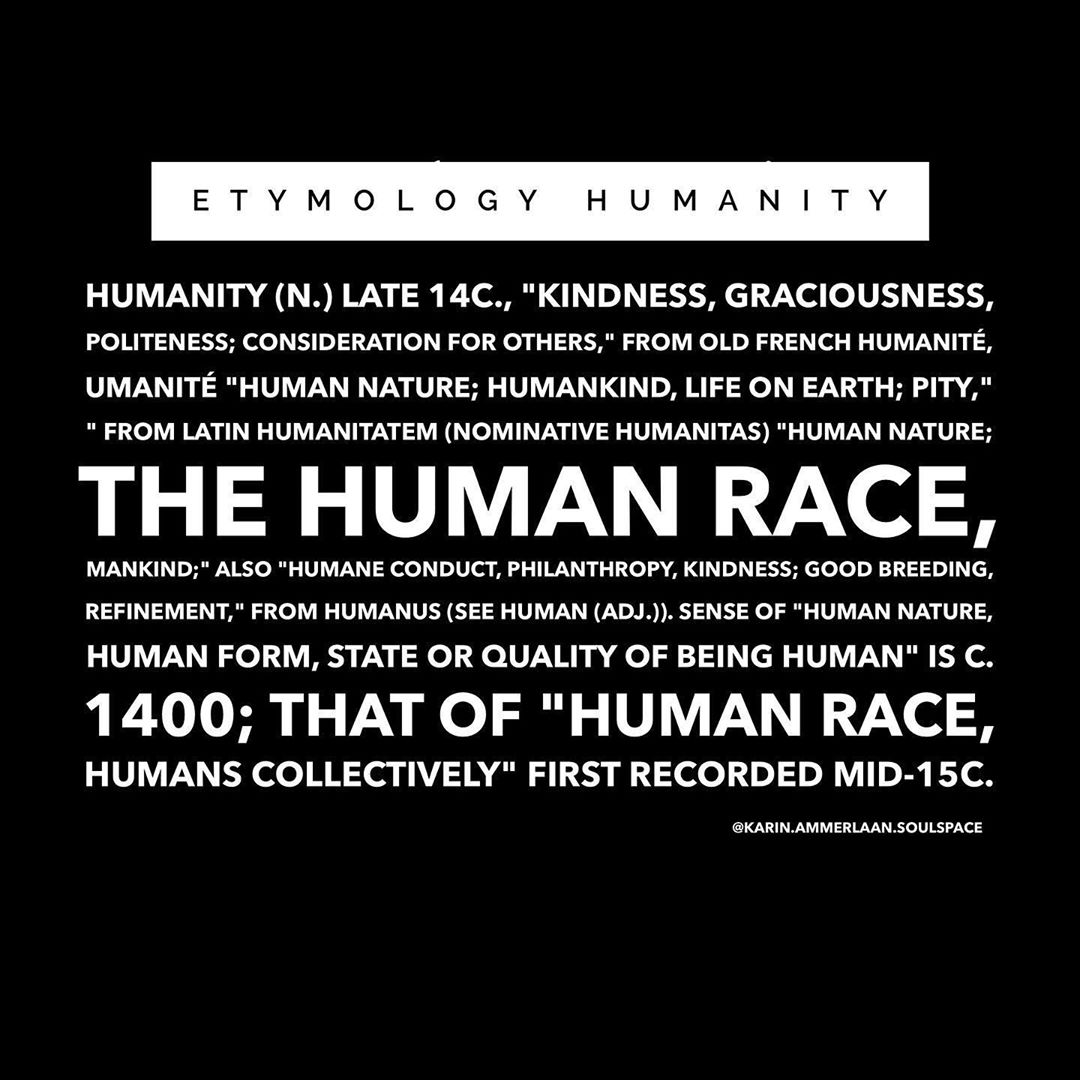 ETYMOLOGY HUMANITY
HUMANITY (N.) LATE 14C., "KINDNESS, GRACIOUSNESS,
POLITENESS; CONSIDERATION FOR OTHERS," FROM OLD FRENCH HUMANITÉ,
UMANITÉ "HUMAN NATURE; HUMANKIND, LIFE ON EARTH; PITY,"
" FROM LATIN HUMANITATEM (NOMINATIVE HUMANITAS) "HUMAN NATURE;
THE HUMAN RACE,
MANKIND;" ALSO "HUMANE CONDUCT, PHILANTHROPY, KINDNESS; GOOD BREEDING,
REFINEMENT," FROM HUMANUS (SEE HUMAN (ADJ.)). SENSE OF "HUMAN NATURE,
HUMAN FORM, STATE OR QUALITY OF BEING HUMAN" IS C.
1400; THAT OF "HUMAN RACE,
HUMANS COLLECTIVELY" FIRST RECORDED MID-15C.
@KARIN.AMMERLAAN.SOULSPACE